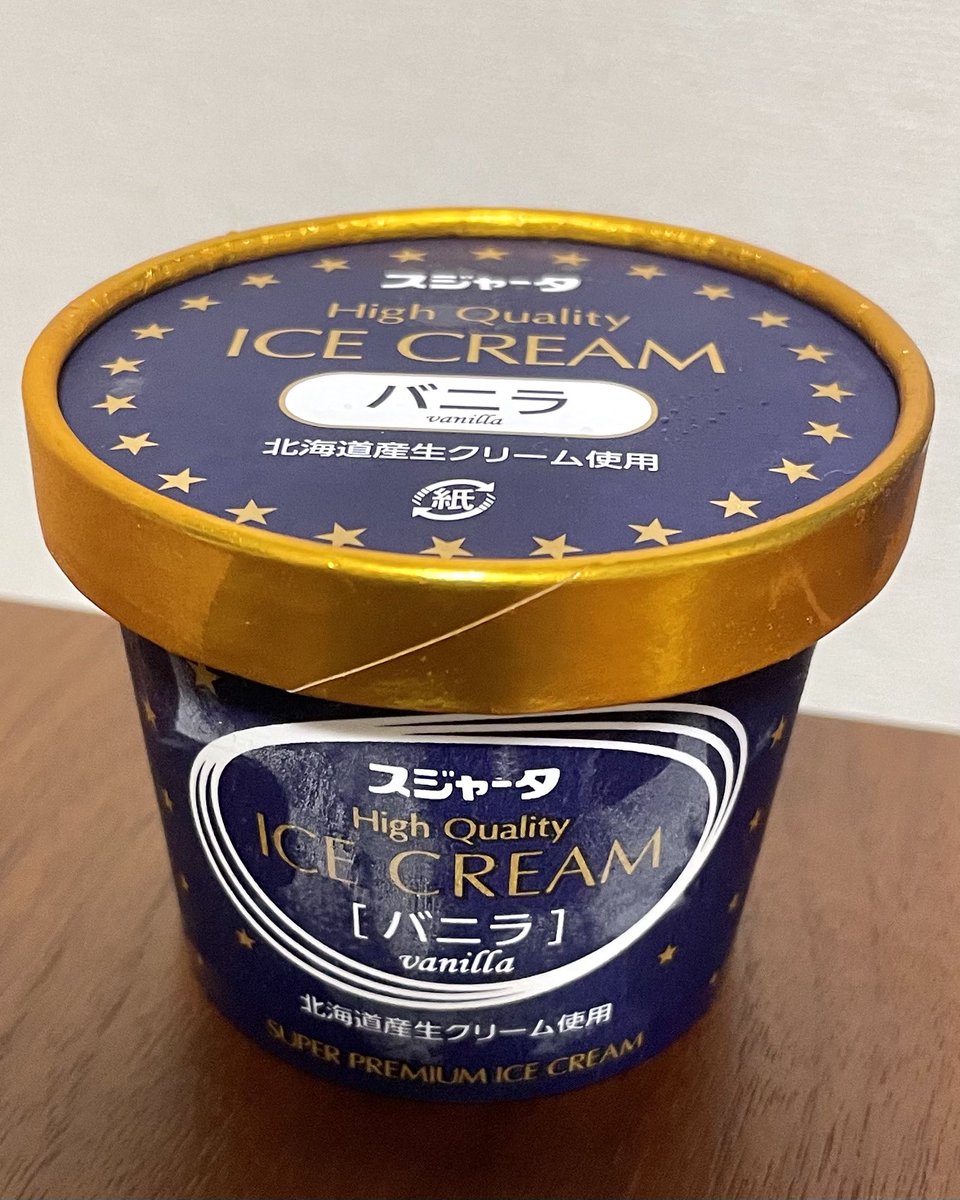 スジャータ
High Quality
ICE CREAM
バニラ
vanilla
北海道産生クリーム使用
紙
スジャータ
High Quality
ICE CREAM
[バニラ]
vanilla
北海道産生クリーム使用
SUPER PREMIUM ICE CREAM